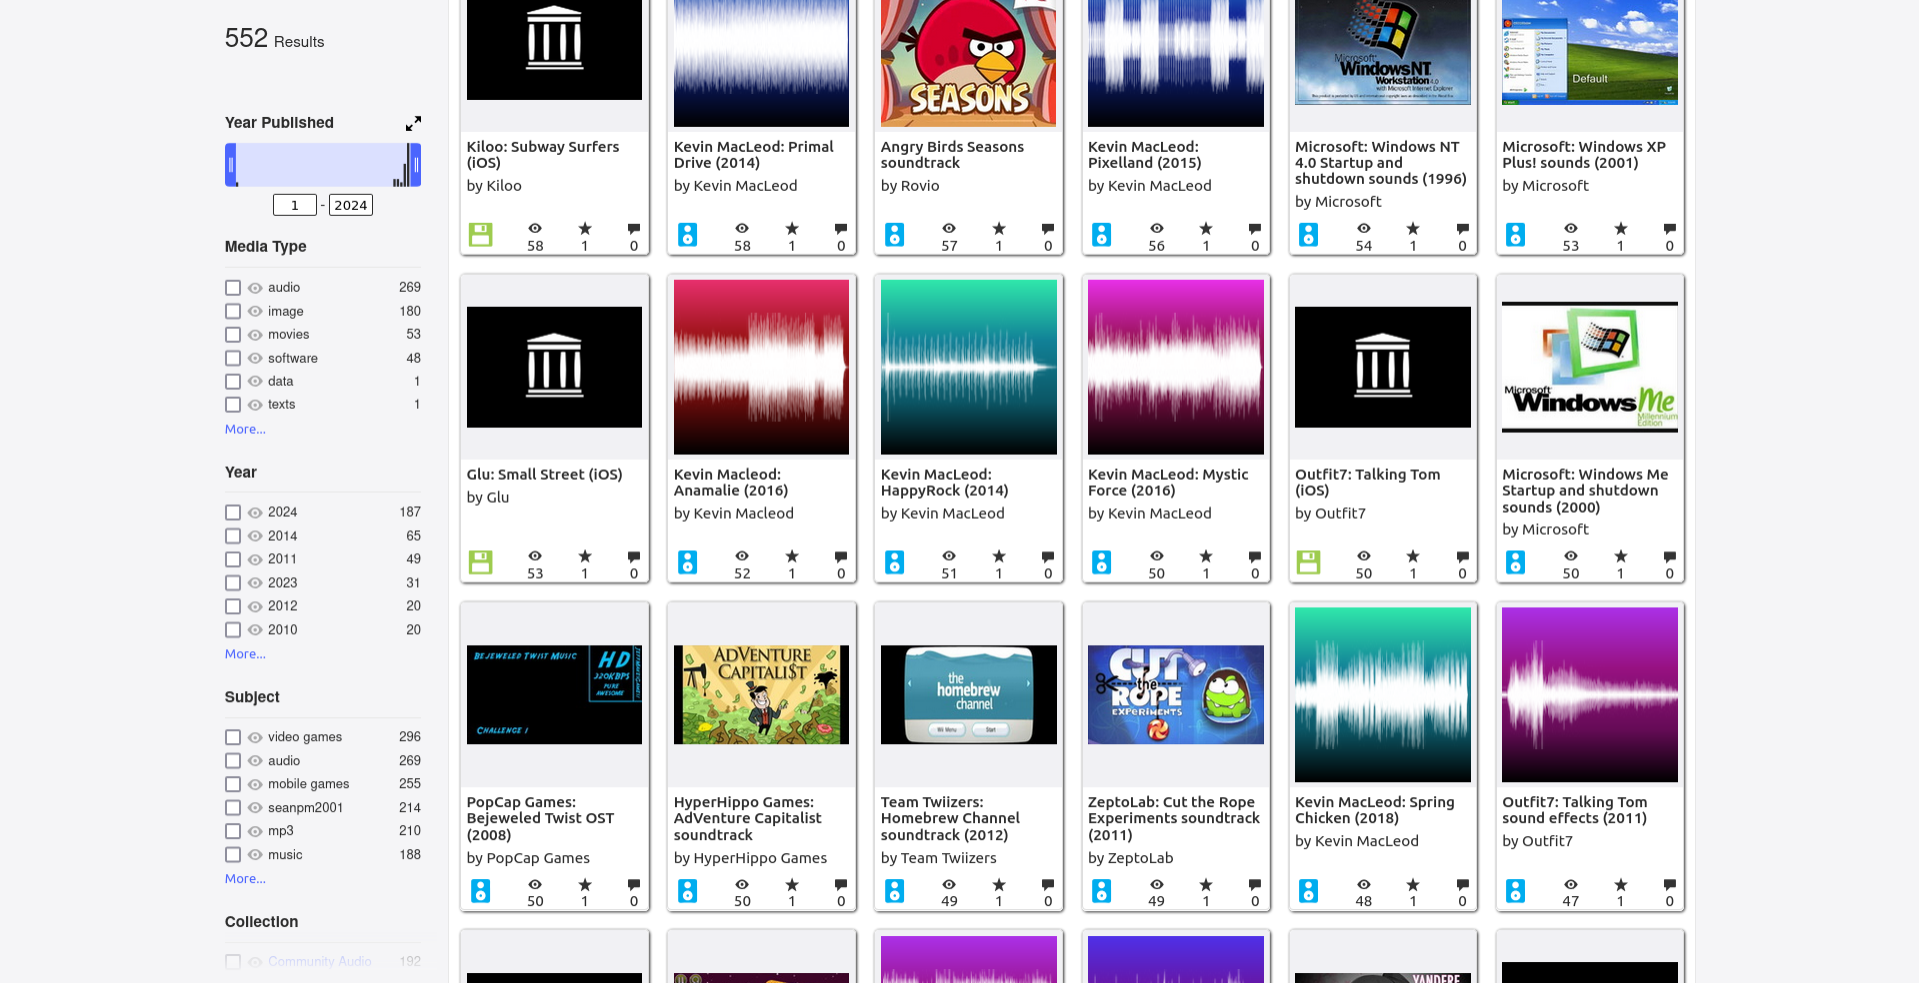 552 Results
Year Published
1 - 2024
Media Type
audio 269
image 180
movies 53
software 48
data 1
texts 1
More...
Year
2024 187
2014 65
2011 49
2023 31
2012 20
2010 20
More...
Subject
video games 296
audio 269
mobile games 255
seanpm2001 214
mp3 210
music 188
More...
Collection
Community Audio 192
Kiloo: Subway Surfers
(iOS)
by Kiloo
58 1 0
Kevin MacLeod: Primal
Drive (2014)
by Kevin MacLeod
58 1 0
SEASONS
Angry Birds Seasons
soundtrack
by Rovio
57 1 0
Kevin MacLeod:
Pixelland (2015)
by Kevin MacLeod
56 1 0
Microsoft
WindowsNT
Workstation 4.0
with Microsoft Internet Explorer
Microsoft: Windows NT
4.0 Startup and
shutdown sounds (1996)
by Microsoft
54 1 0
Default
Microsoft: Windows XP
Plus! sounds (2001)
by Microsoft
53 1 0
Glu: Small Street (iOS)
by Glu
53 1 0
Kevin Macleod:
Anamalie (2016)
by Kevin Macleod
52 1 0
Kevin MacLeod:
HappyRock (2014)
by Kevin MacLeod
51 1 0
Kevin MacLeod: Mystic
Force (2016)
by Kevin MacLeod
50 1 0
Outfit7: Talking Tom
(iOS)
by Outfit7
50 1 0
Microsoft
Windows Me
Millennium
Edition
Microsoft: Windows Me
Startup and shutdown
sounds (2000)
by Microsoft
50 1 0
BEJEWELED TWIST MUSIC
HD
320KBPS
PURE
AWESOME
CHALLENGE 1
PopCap Games:
Bejeweled Twist OST
(2008)
by PopCap Games
50 1 0
ADVENTURE
CAPITALI$T
HyperHippo Games:
AdVenture Capitalist
soundtrack
by HyperHippo Games
50 1 0
the
homebrew
channel
Wii Menu
Start
Team Twiizers:
Homebrew Channel
soundtrack (2012)
by Team Twiizers
49 1 0
CUT
the
ROPE
EXPERIMENTS
ZeptoLab: Cut the Rope
Experiments soundtrack
(2011)
by ZeptoLab
49 1 0
Kevin MacLeod: Spring
Chicken (2018)
by Kevin MacLeod
48 1 0
Outfit7: Talking Tom
sound effects (2011)
by Outfit7
47 1 0
YANDERE